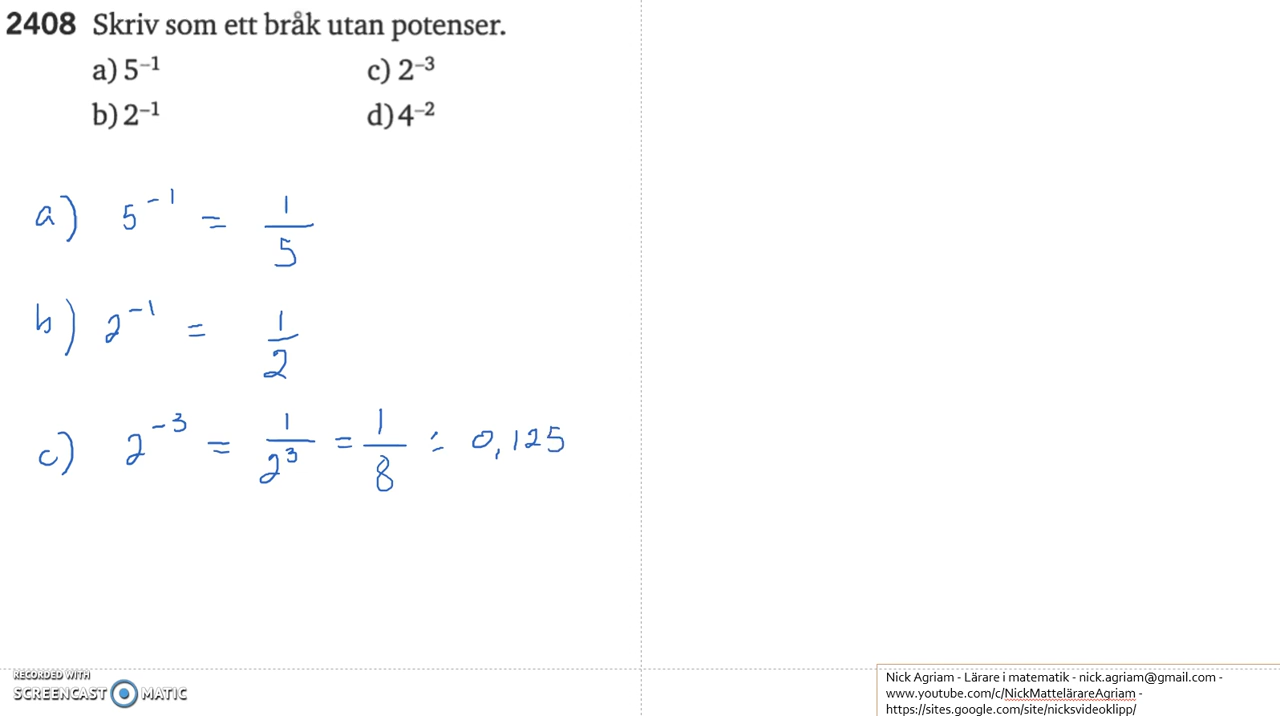 2408 Skriv som ett bråk utan potenser.
a) 5⁻¹ c) 2⁻³
b) 2⁻¹ d) 4⁻²
a) 5⁻¹ = 1/5
b) 2⁻¹ = 1/2
c) 2⁻³ = 1/2³ = 1/8 = 0,125
RECORDED WITH
SCREENCAST MATIC
Nick Agriam - Lärare i matematik - nick.agriam@gmail.com -
www.youtube.com/c/NickMattelärareAgriam -
https://sites.google.com/site/nicksvideoklipp/